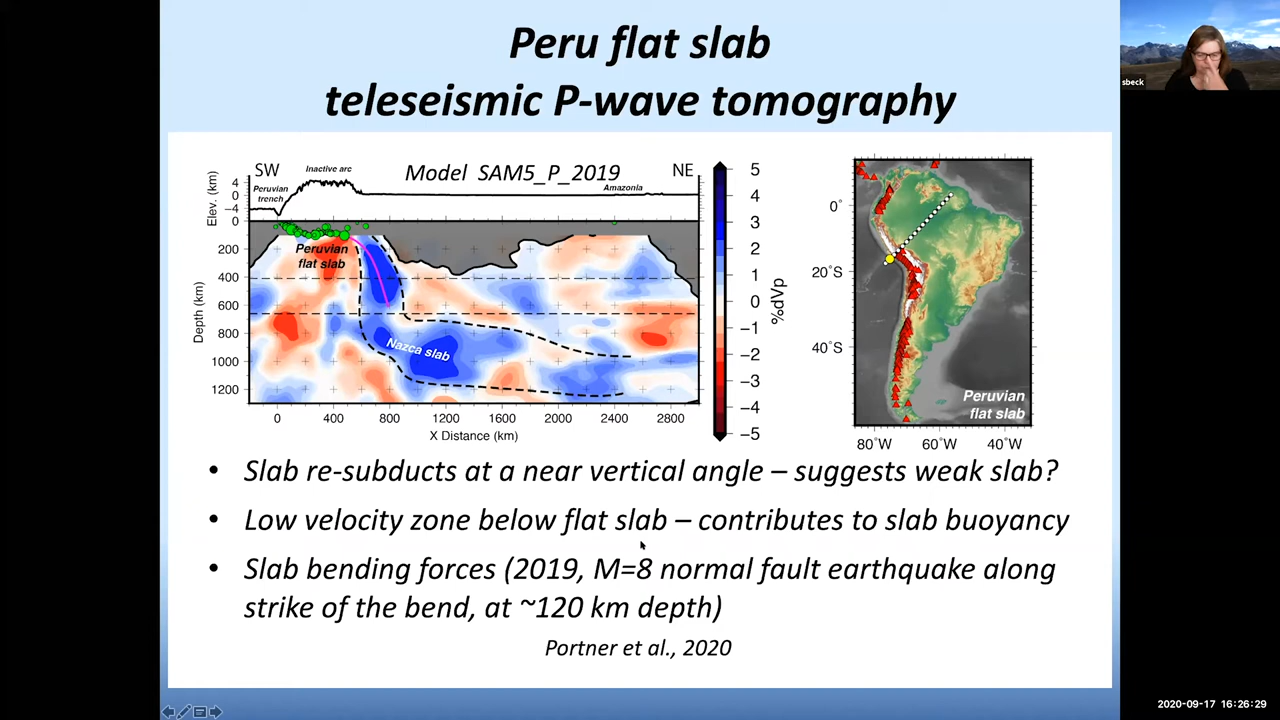 Peru flat slab
teleseismic P-wave tomography
SW
Inactive arc
Model SAM5_P_2019
NE
Peruvian
trench
Amazonia
Elev. (km)
4
0
−4
0
200
400
600
800
1000
1200
Depth (km)
Peruvian
flat slab
Nazca slab
0
400
800
1200
1600
2000
2400
2800
X Distance (km)
5
4
3
2
1
0
−1
−2
−3
−4
−5
%dVp
0°
20°S
40°S
80°W
60°W
40°W
Peruvian
flat slab
• Slab re-subducts at a near vertical angle – suggests weak slab?
• Low velocity zone below flat slab – contributes to slab buoyancy
• Slab bending forces (2019, M=8 normal fault earthquake along
strike of the bend, at ~120 km depth)
Portner et al., 2020
sbeck
2020-09-17 16:26:29